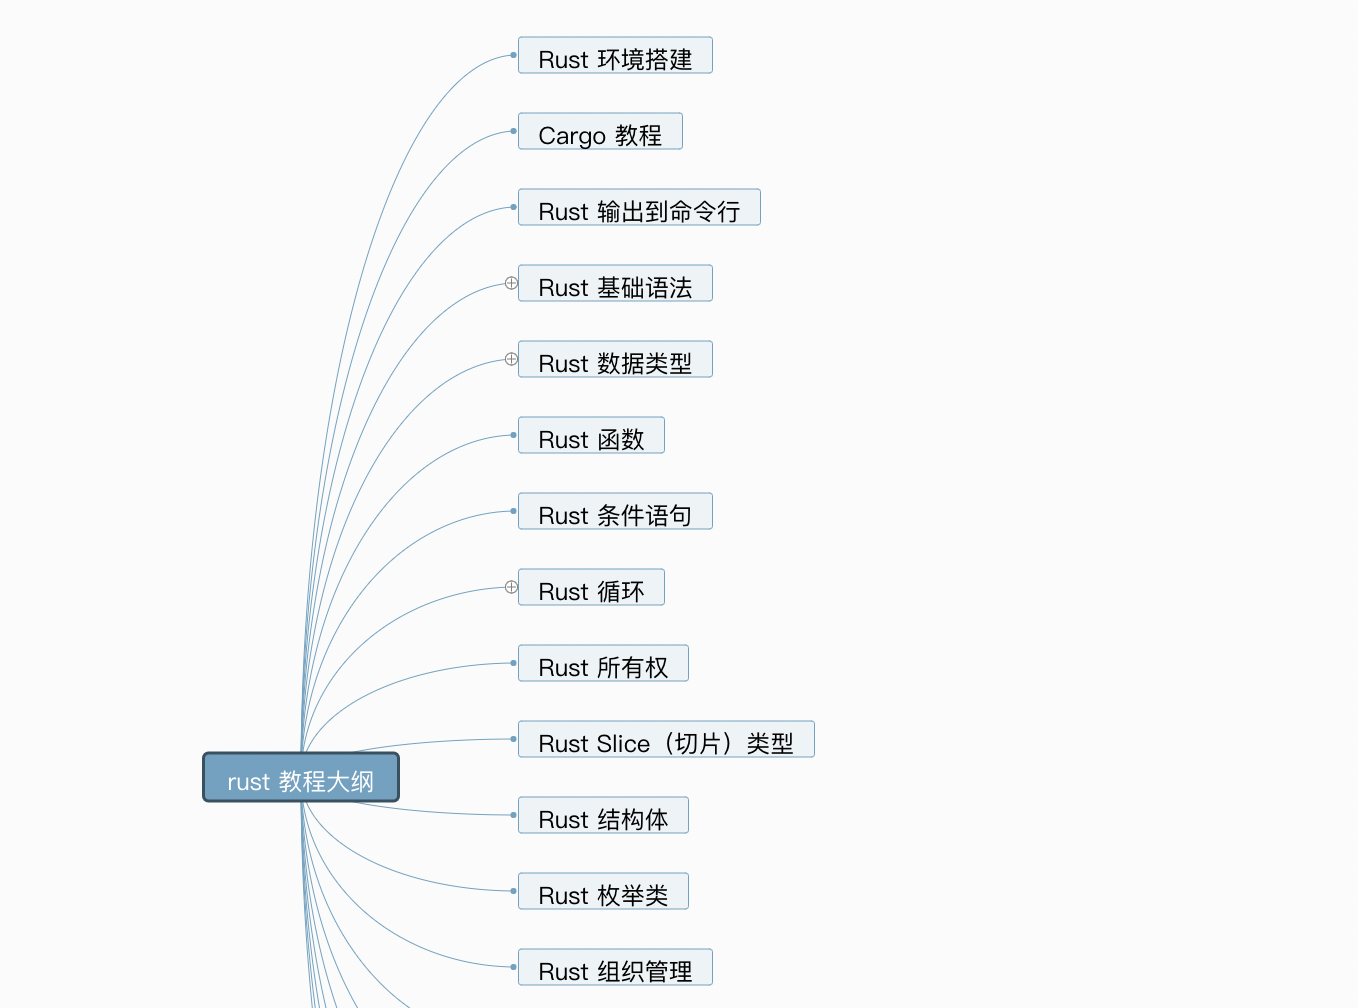 Rust 环境搭建
Cargo 教程
Rust 输出到命令行
Rust 基础语法
Rust 数据类型
Rust 函数
Rust 条件语句
Rust 循环
Rust 所有权
Rust Slice（切片）类型
rust 教程大纲
Rust 结构体
Rust 枚举类
Rust 组织管理